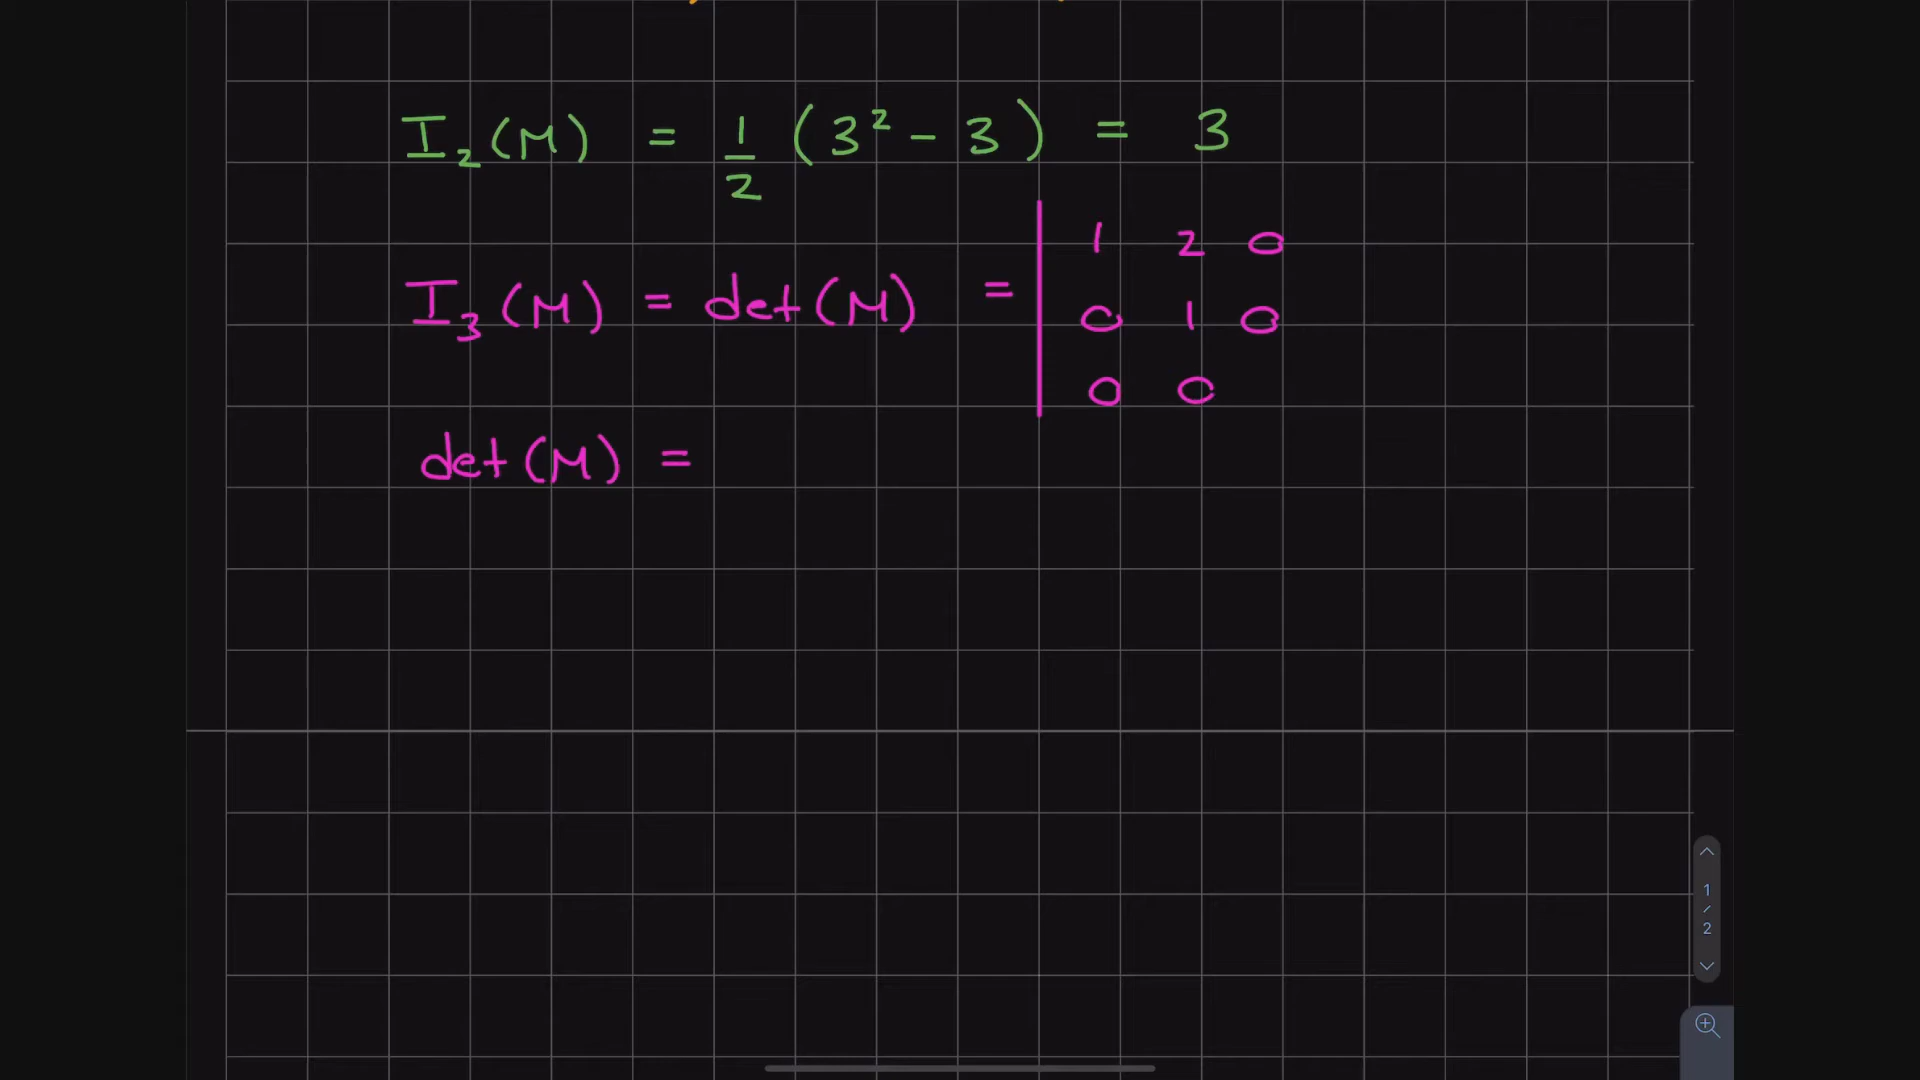 I₂(M) = 1/2 (3² - 3) = 3
I₃(M) = det(M) = | 1 2 0
0 1 0
0 0
det(M) =
1
/
2